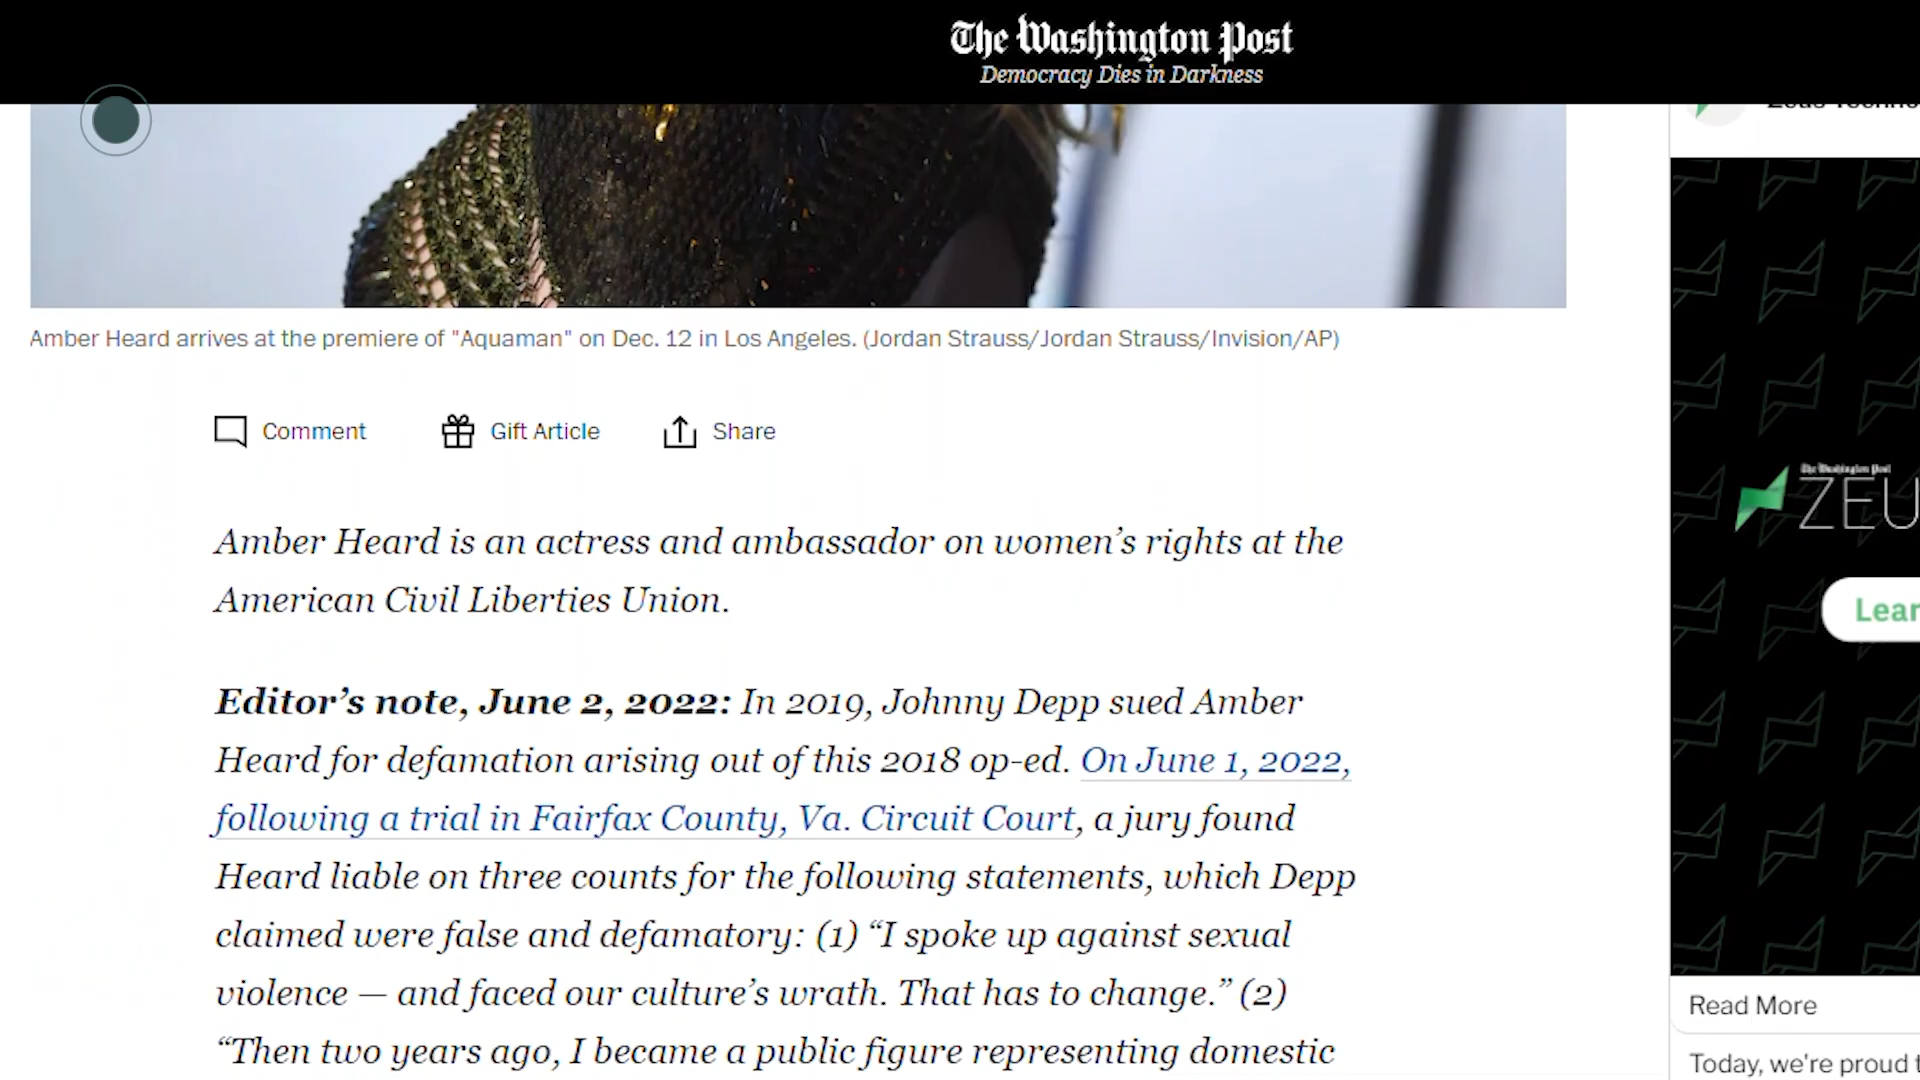 The Washington Post
Democracy Dies in Darkness
Amber Heard arrives at the premiere of "Aquaman" on Dec. 12 in Los Angeles. (Jordan Strauss/Jordan Strauss/Invision/AP)
Comment
Gift Article
Share
Amber Heard is an actress and ambassador on women’s rights at the
American Civil Liberties Union.
Editor’s note, June 2, 2022: In 2019, Johnny Depp sued Amber
Heard for defamation arising out of this 2018 op-ed. On June 1, 2022,
following a trial in Fairfax County, Va. Circuit Court, a jury found
Heard liable on three counts for the following statements, which Depp
claimed were false and defamatory: (1) “I spoke up against sexual
violence — and faced our culture’s wrath. That has to change.” (2)
“Then two years ago, I became a public figure representing domestic
The Washington Post
ZEU
Lear
Read More
Today, we're proud t